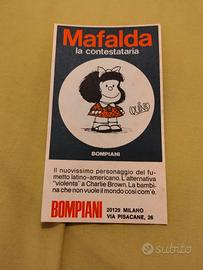 Mafalda
la contestataria
BOMPIANI
Il nuovissimo personaggio del fu-
metto latino-americano. L'alternativa
"violenta" a Charlie Brown. La bambi-
na che non vuole il mondo così com'è.
BOMPIANI
20129 MILANO
VIA PISACANE, 26
subito